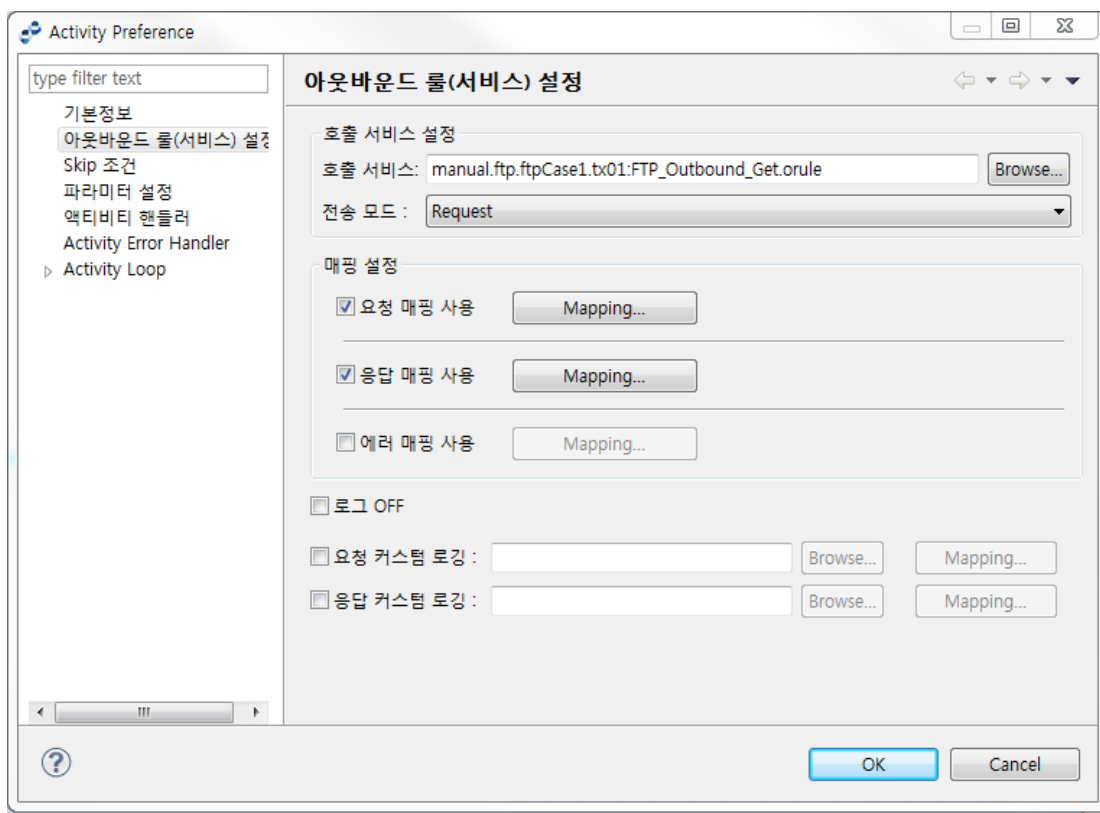 Activity Preference
type filter text
기본정보
아웃바운드 룰(서비스) 설정
Skip 조건
파라미터 설정
액티비티 핸들러
Activity Error Handler
Activity Loop
아웃바운드 룰(서비스) 설정
호출 서비스 설정
호출 서비스: manual.ftp.ftpCase1.tx01:FTP_Outbound_Get.orule Browse...
전송 모드 : Request
매핑 설정
요청 매핑 사용 Mapping...
응답 매핑 사용 Mapping...
에러 매핑 사용 Mapping...
로그 OFF
요청 커스텀 로깅 : Browse... Mapping...
응답 커스텀 로깅 : Browse... Mapping...
OK Cancel